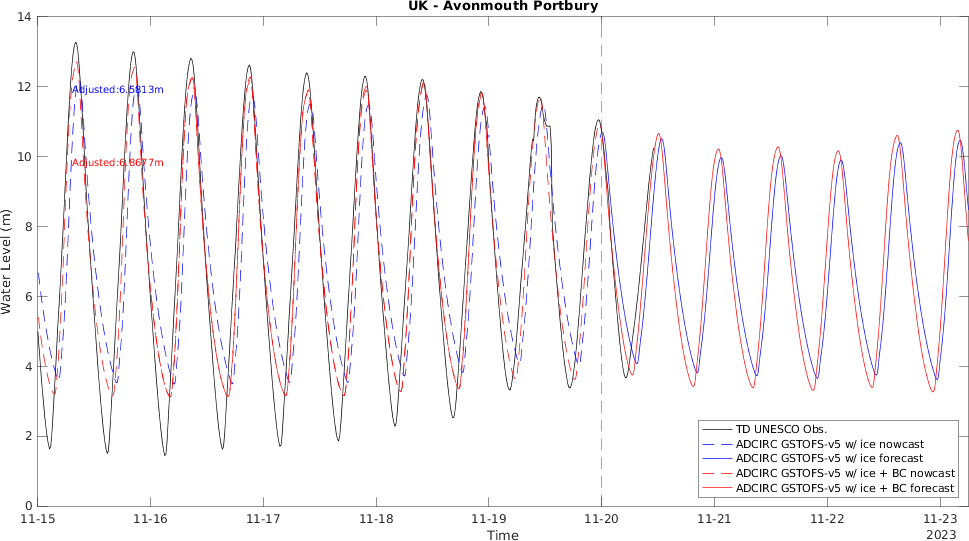 UK - Avonmouth Portbury
14
12
10
8
6
4
2
0
Water Level (m)
Adjusted:6.5813m
Adjusted:6.8677m
TD UNESCO Obs.
ADCIRC GSTOFS-v5 w/ ice nowcast
ADCIRC GSTOFS-v5 w/ ice forecast
ADCIRC GSTOFS-v5 w/ ice + BC nowcast
ADCIRC GSTOFS-v5 w/ ice + BC forecast
11-15 11-16 11-17 11-18 11-19 11-20 11-21 11-22 11-23
2023
Time